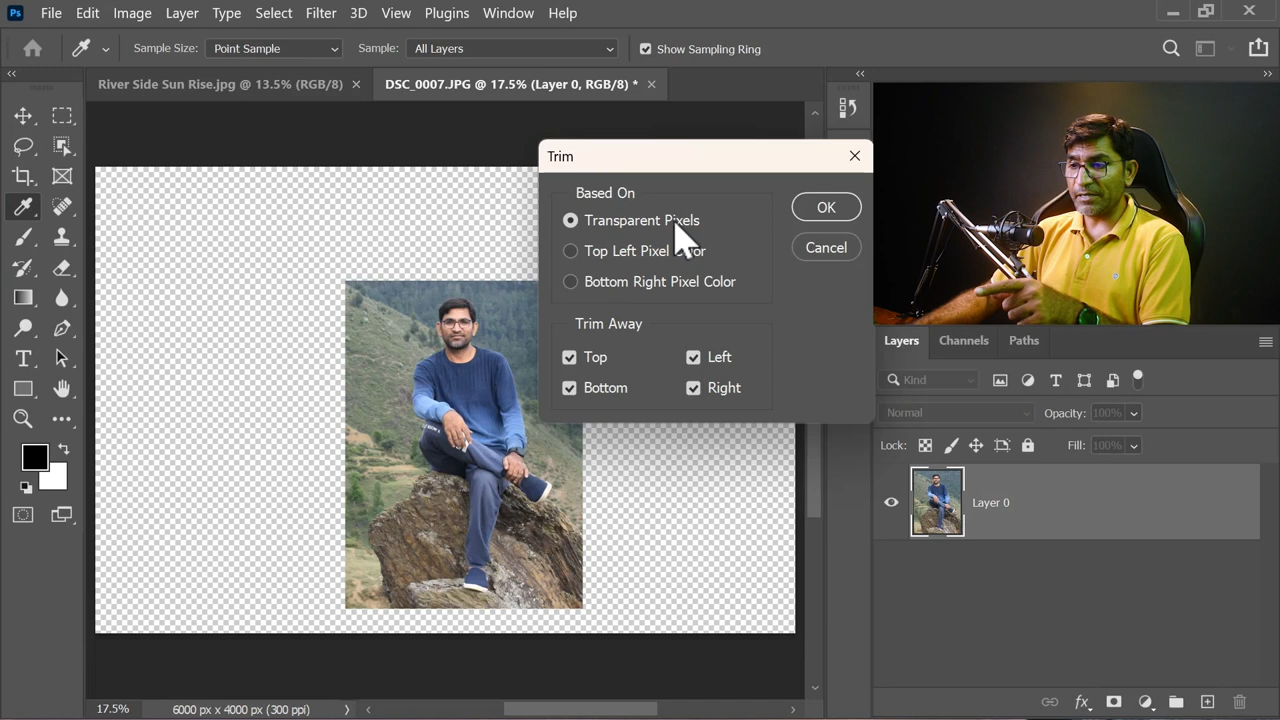 Ps File Edit Image Layer Type Select Filter 3D View Plugins Window Help
Sample Size: Point Sample Sample: All Layers Show Sampling Ring
River Side Sun Rise.jpg @ 13.5% (RGB/8) DSC_0007.JPG @ 17.5% (Layer 0, RGB/8) *
Trim
Based On
Transparent Pixels
Top Left Pixel Color
Bottom Right Pixel Color
OK
Cancel
Trim Away
Top Left
Bottom Right
Layers Channels Paths
Kind
Normal Opacity: 100%
Lock: Fill: 100%
Layer 0
fx
17.5% 6000 px x 4000 px (300 ppi)